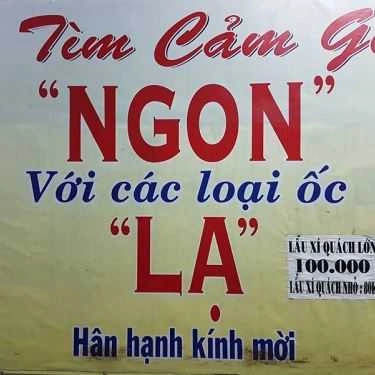 Tìm Cảm G
"NGON"
Với các loại ốc
"LẠ"
LẨU XÍ QUÁCH LỚN
100.000
LẨU XÍ QUÁCH NHỎ : 80K
Hân hạnh kính mời